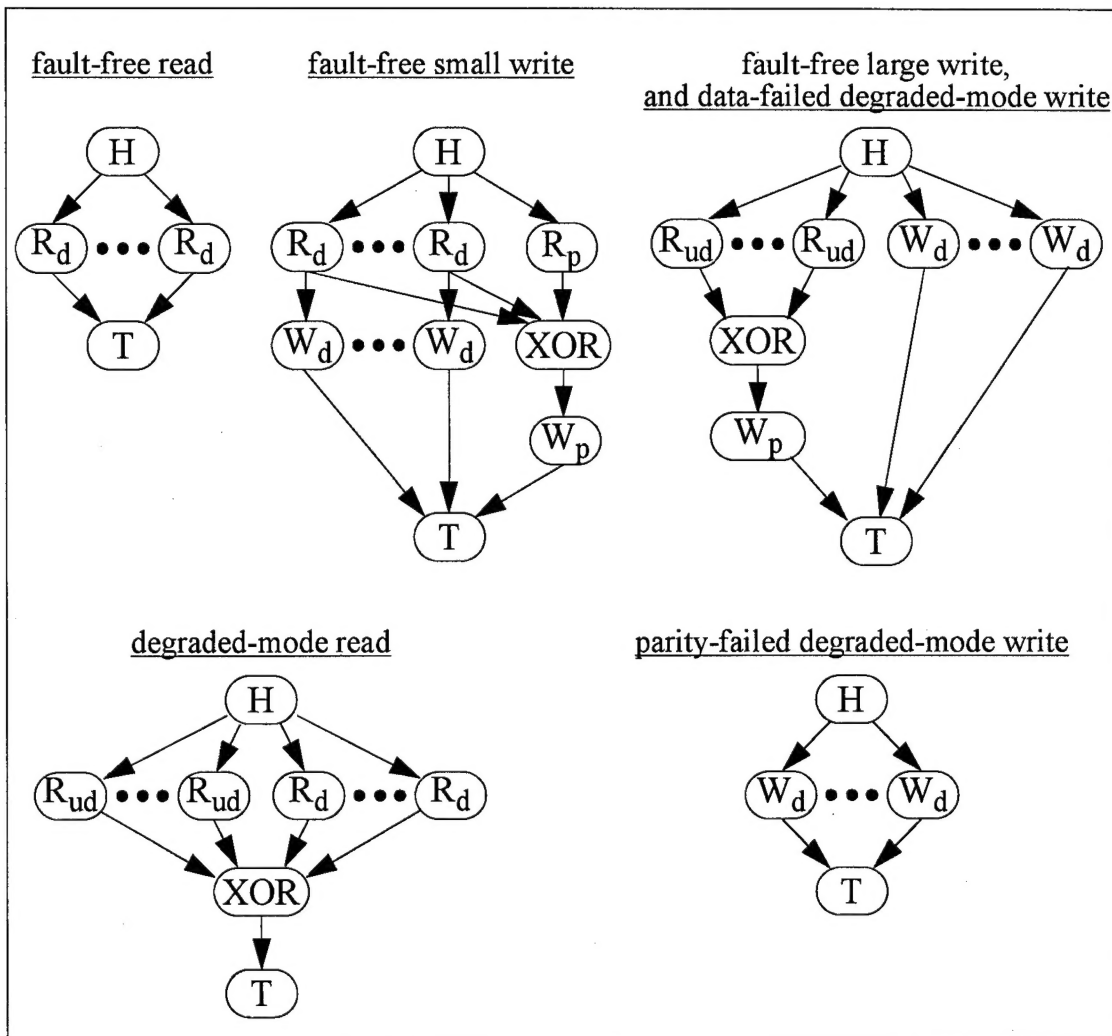 fault-free read
H
R_d ••• R_d
T
fault-free small write
H
R_d ••• R_d R_p
W_d ••• W_d XOR
W_p
T
fault-free large write,
and data-failed degraded-mode write
H
R_ud ••• R_ud W_d ••• W_d
XOR
W_p
T
degraded-mode read
H
R_ud ••• R_ud R_d ••• R_d
XOR
T
parity-failed degraded-mode write
H
W_d ••• W_d
T